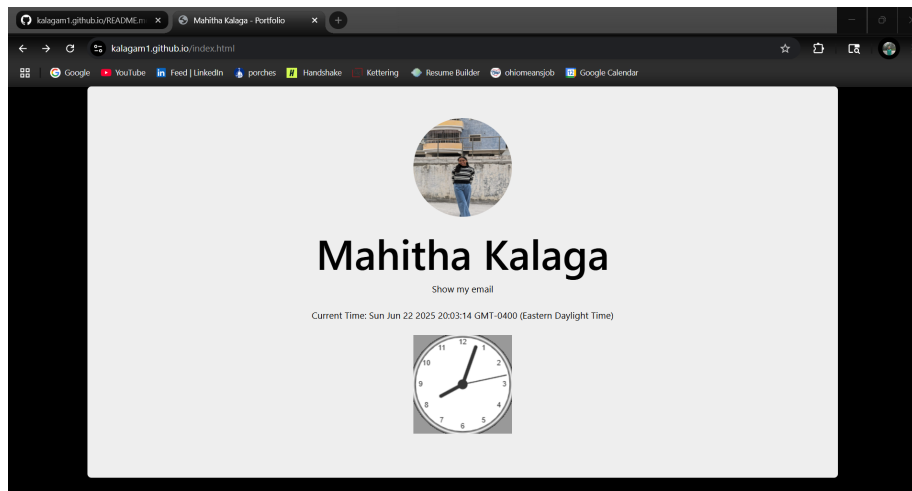 kalagam1.github.io/README.m
Mahitha Kalaga - Portfolio
kalagam1.github.io/index.html
Google YouTube Feed | LinkedIn porches Handshake Kettering Resume Builder ohiomeansjob Google Calendar
Mahitha Kalaga
Show my email
Current Time: Sun Jun 22 2025 20:03:14 GMT-0400 (Eastern Daylight Time)
12
11 1
10 2
9 3
8 4
7 5
6